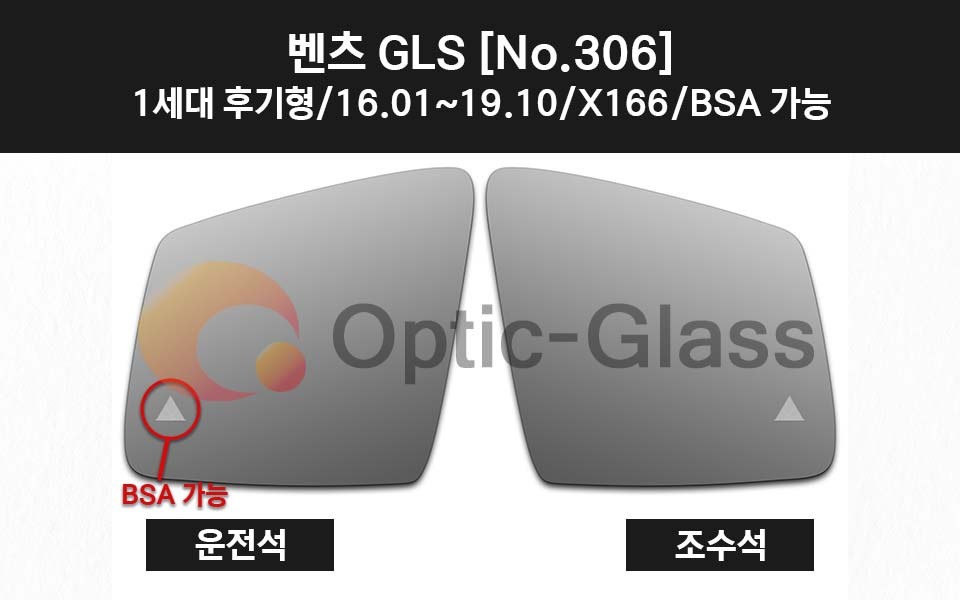 벤츠 GLS [No.306]
1세대 후기형/16.01~19.10/X166/BSA 가능
Optic-Glass
BSA 가능
운전석
조수석